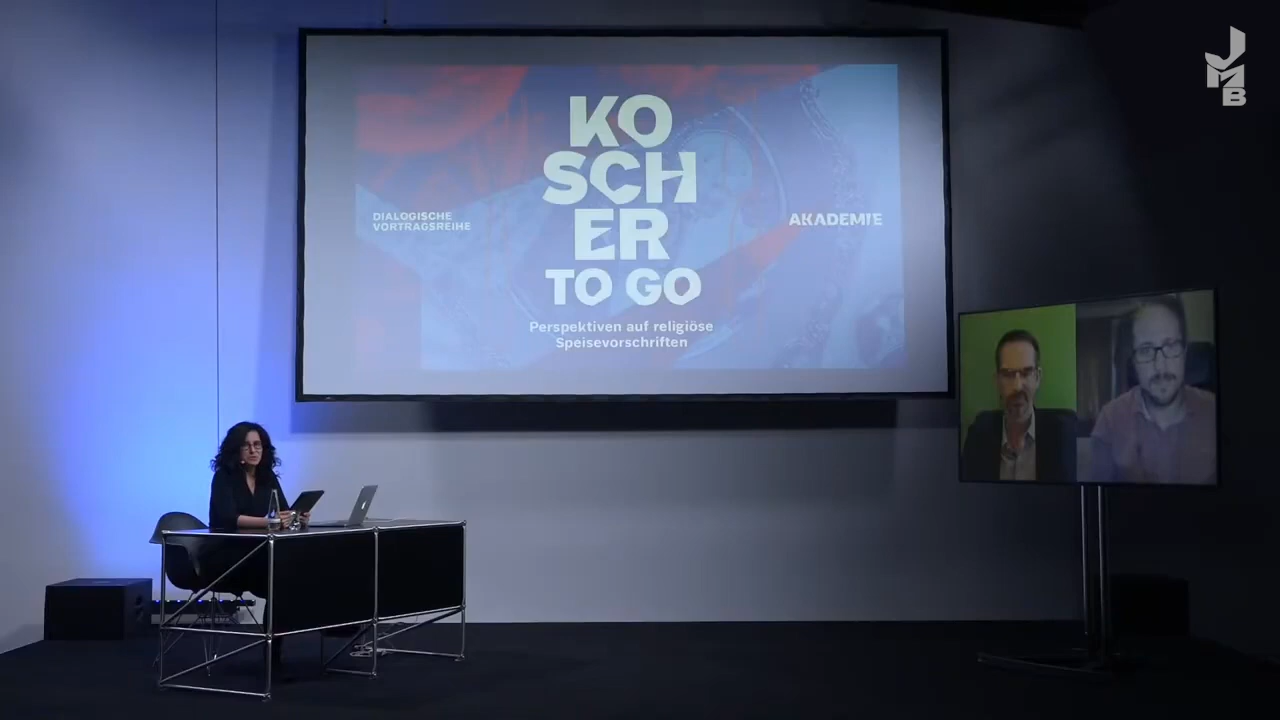 JMB
KO
SCH
ER
TO GO
DIALOGISCHE
VORTRAGSREIHE
AKADEMIE
Perspektiven auf religiöse
Speisevorschriften